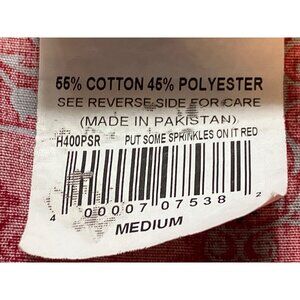 55% COTTON 45% POLYESTER
SEE REVERSE SIDE FOR CARE
(MADE IN PAKISTAN)
H400PSR PUT SOME SPRINKLES ON IT RED
4 00007 07538 2
MEDIUM